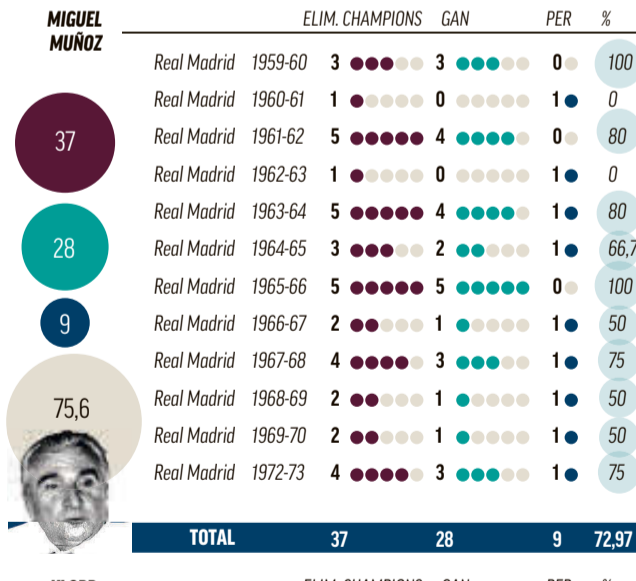 MIGUEL MUÑOZ ELIM. CHAMPIONS GAN PER %
Real Madrid 1959-60 3 3 0 100
Real Madrid 1960-61 1 0 1 0
37
Real Madrid 1961-62 5 4 0 80
Real Madrid 1962-63 1 0 1 0
Real Madrid 1963-64 5 4 1 80
28
Real Madrid 1964-65 3 2 1 66,7
Real Madrid 1965-66 5 5 0 100
9
Real Madrid 1966-67 2 1 1 50
Real Madrid 1967-68 4 3 1 75
75,6
Real Madrid 1968-69 2 1 1 50
Real Madrid 1969-70 2 1 1 50
Real Madrid 1972-73 4 3 1 75
TOTAL 37 28 9 72,97